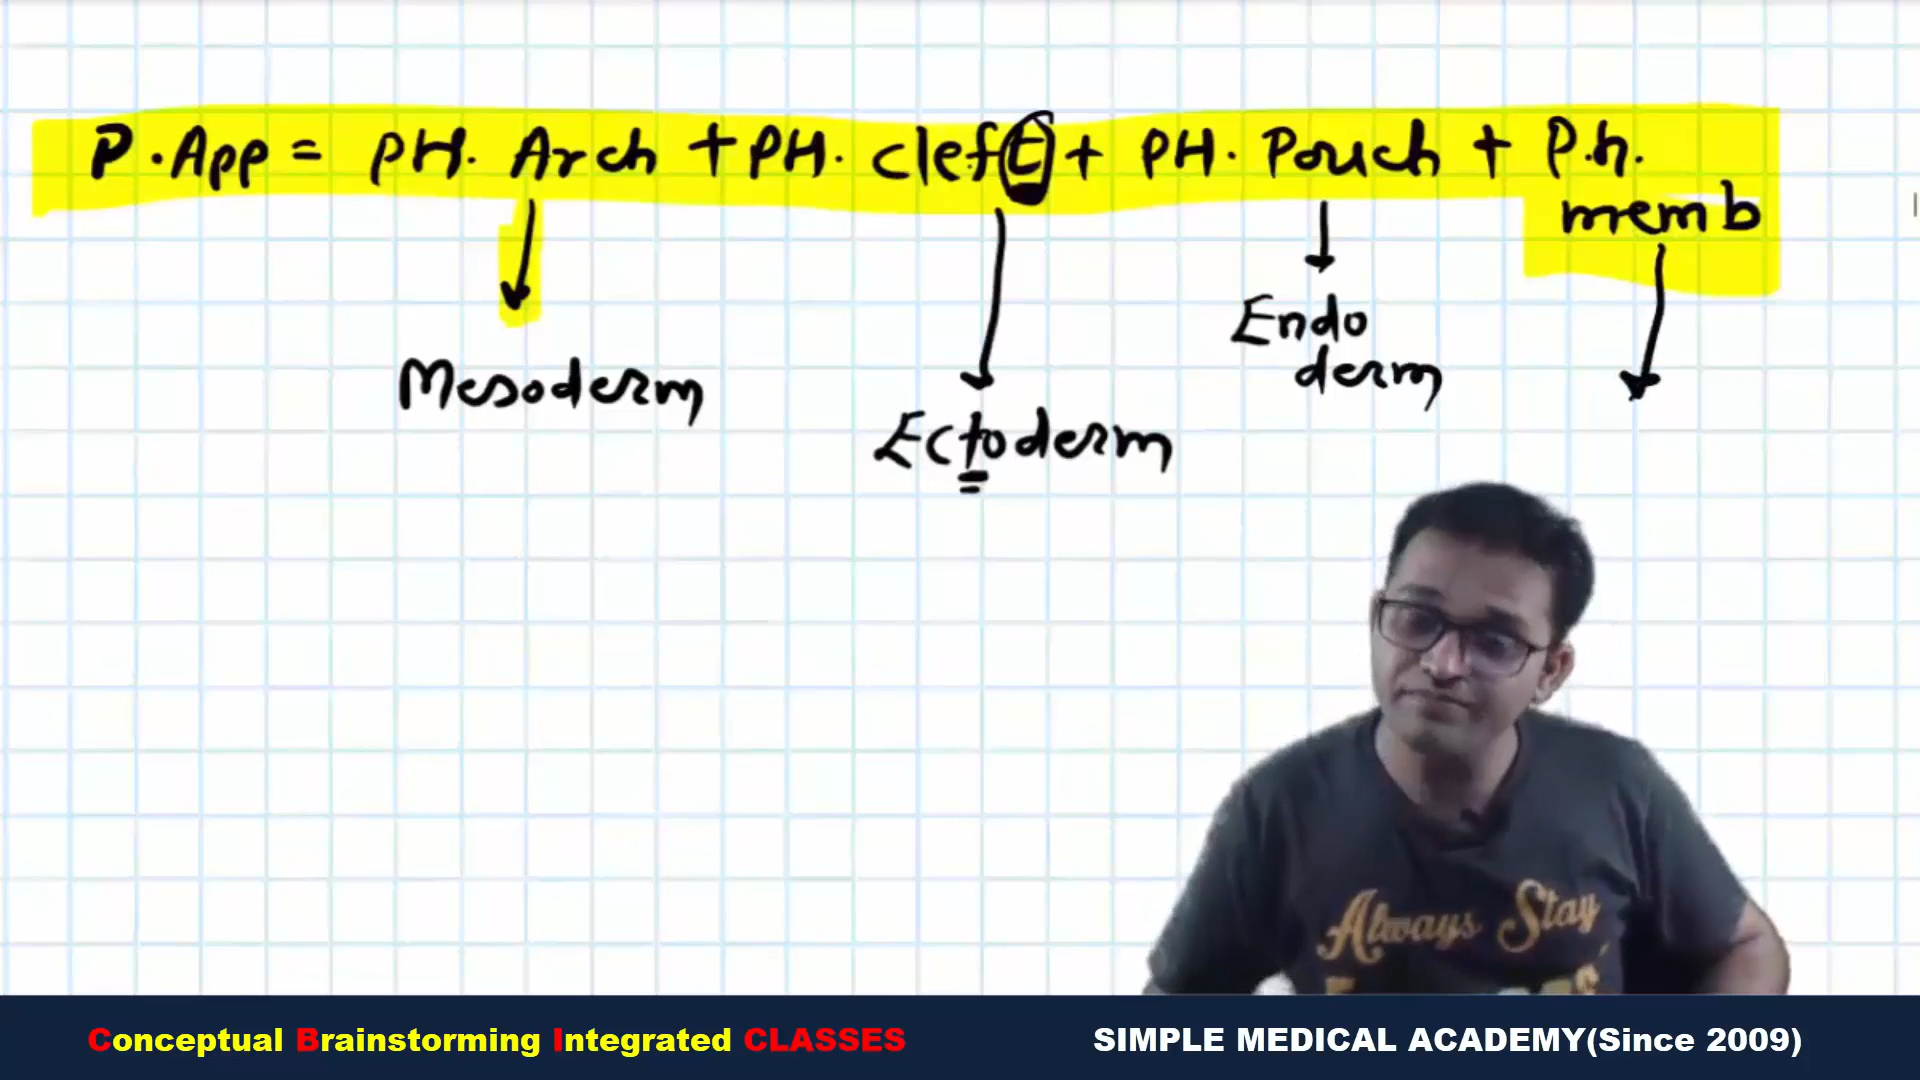 P. App = PH. Arch + PH. cleft + PH. Pouch + P.h.
memb
Mesoderm
Ectoderm
Endo
derm
Always Stay
Conceptual Brainstorming Integrated CLASSES
SIMPLE MEDICAL ACADEMY(Since 2009)